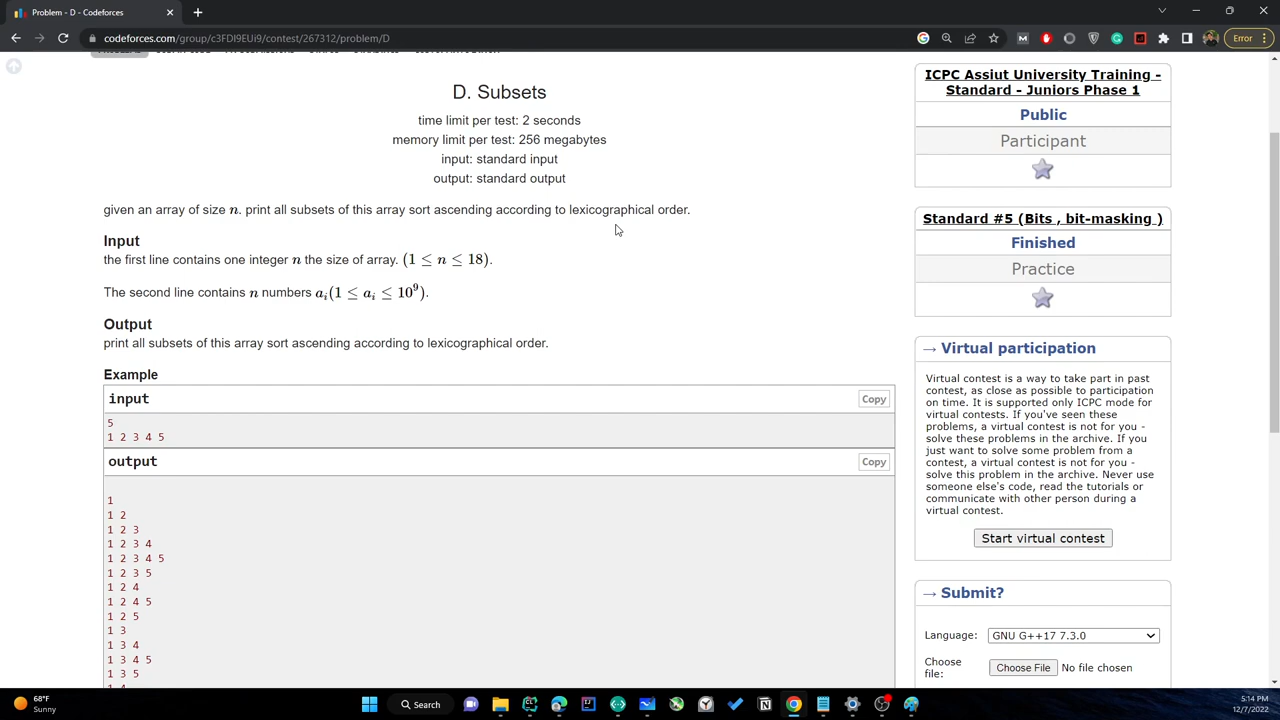 Problem - D - Codeforces
codeforces.com/group/c3FDI9EUi9/contest/267312/problem/D
Error
D. Subsets
time limit per test: 2 seconds
memory limit per test: 256 megabytes
input: standard input
output: standard output
given an array of size n. print all subsets of this array sort ascending according to lexicographical order.
Input
the first line contains one integer n the size of array. (1 ≤ n ≤ 18).
The second line contains n numbers aᵢ(1 ≤ aᵢ ≤ 10⁹).
Output
print all subsets of this array sort ascending according to lexicographical order.
Example
input
Copy
5
1 2 3 4 5
output
Copy
1
1 2
1 2 3
1 2 3 4
1 2 3 4 5
1 2 3 5
1 2 4
1 2 4 5
1 2 5
1 3
1 3 4
1 3 4 5
1 3 5
ICPC Assiut University Training -
Standard - Juniors Phase 1
Public
Participant
Standard #5 (Bits , bit-masking )
Finished
Practice
→ Virtual participation
Virtual contest is a way to take part in past
contest, as close as possible to participation
on time. It is supported only ICPC mode for
virtual contests. If you've seen these
problems, a virtual contest is not for you -
solve these problems in the archive. If you
just want to solve some problem from a
contest, a virtual contest is not for you -
solve this problem in the archive. Never use
someone else's code, read the tutorials or
communicate with other person during a
virtual contest.
Start virtual contest
→ Submit?
Language: GNU G++17 7.3.0
Choose
file:
Choose File No file chosen
68°F
Sunny
Search
5:14 PM
12/7/2022